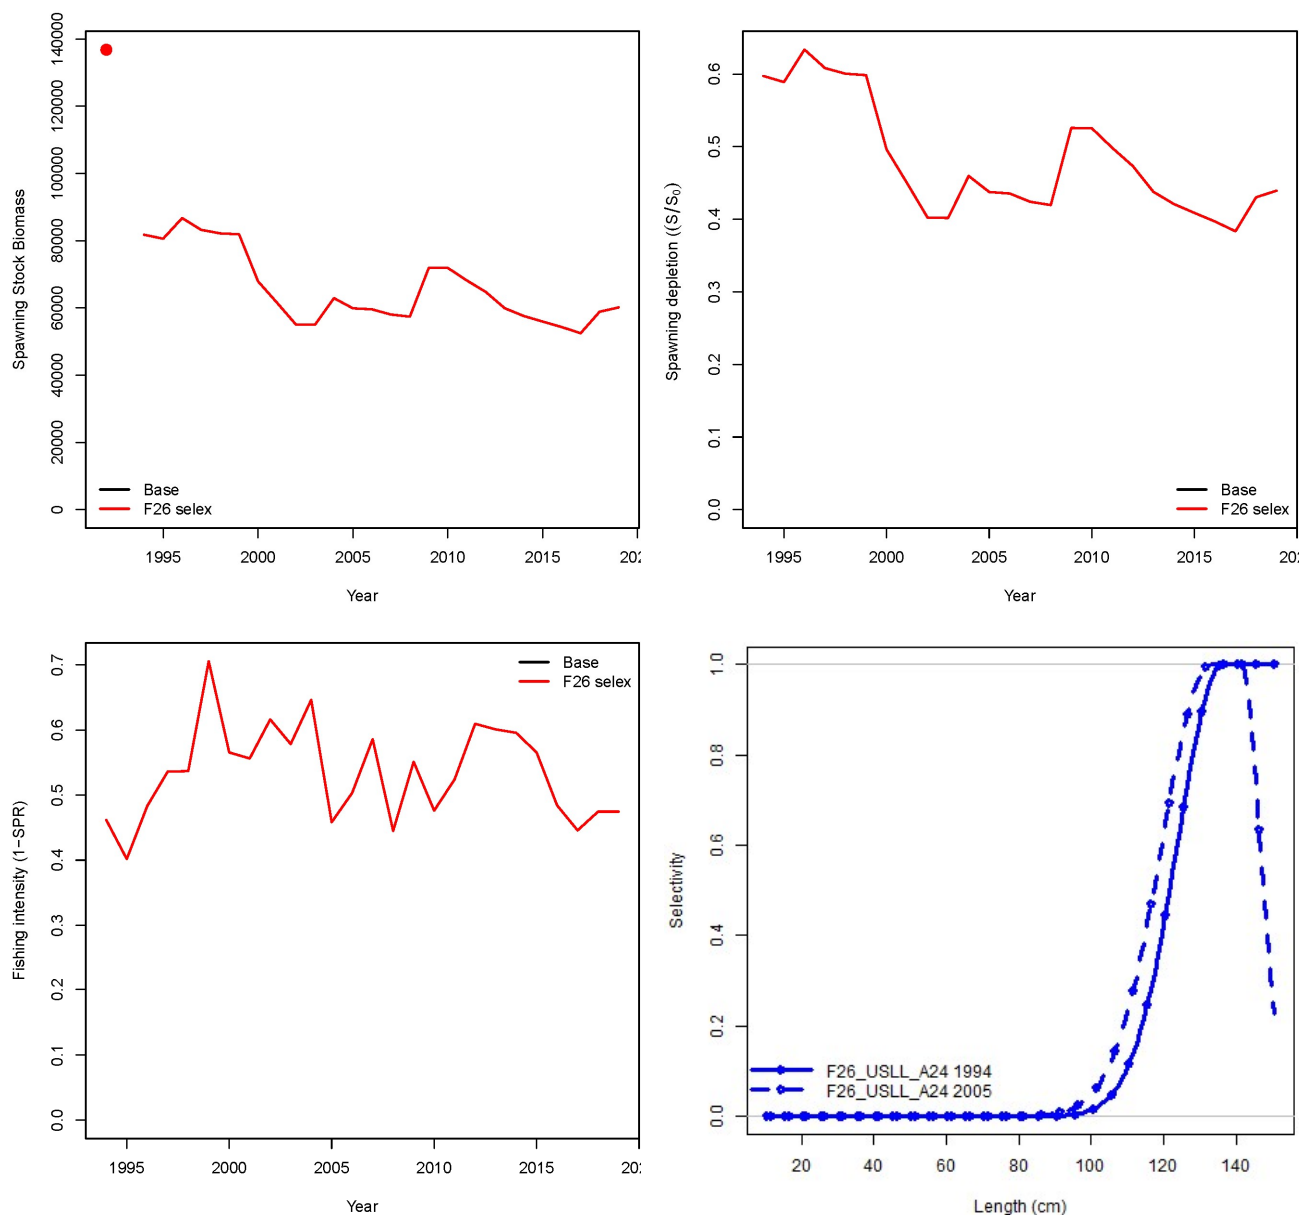 Spawning Stock Biomass
140000
120000
100000
80000
60000
40000
20000
0
Base
F26 selex
1995 2000 2005 2010 2015 202
Year
Spawning depletion ((S/S₀)
0.6
0.5
0.4
0.3
0.2
0.1
0.0
Base
F26 selex
1995 2000 2005 2010 2015 202
Year
Fishing intensity (1−SPR)
0.7
0.6
0.5
0.4
0.3
0.2
0.1
0.0
Base
F26 selex
1995 2000 2005 2010 2015 202
Year
Selectivity
1.0
0.8
0.6
0.4
0.2
0.0
F26_USLL_A24 1994
F26_USLL_A24 2005
20 40 60 80 100 120 140
Length (cm)